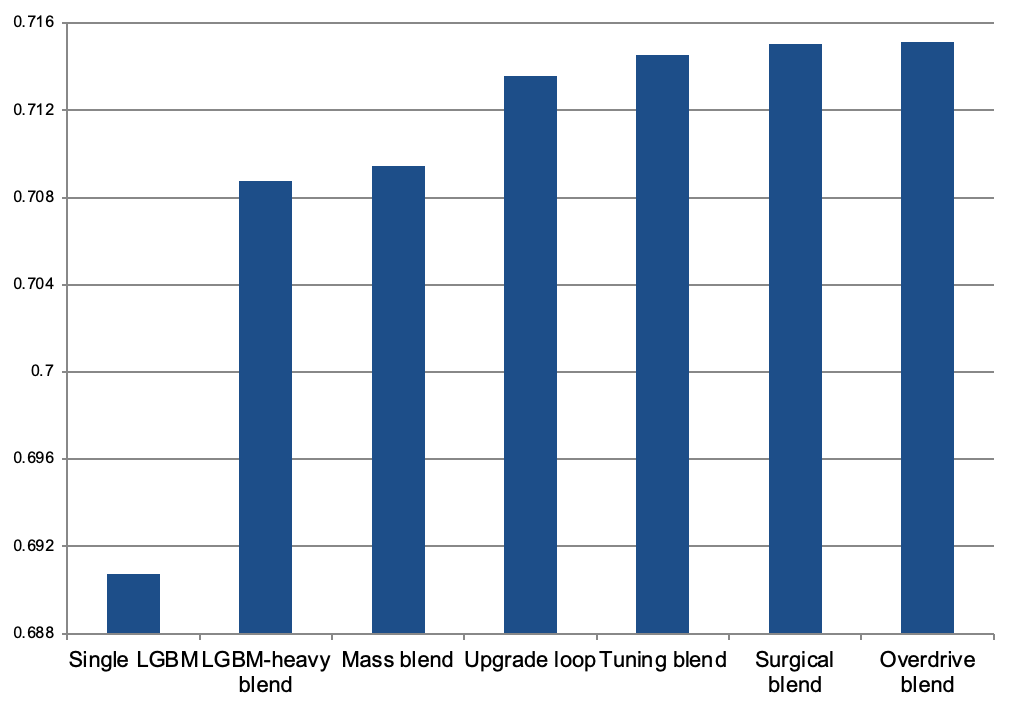 0.716
0.712
0.708
0.704
0.7
0.696
0.692
0.688
Single LGBM
LGBM-heavy
blend
Mass blend
Upgrade loop
Tuning blend
Surgical
blend
Overdrive
blend